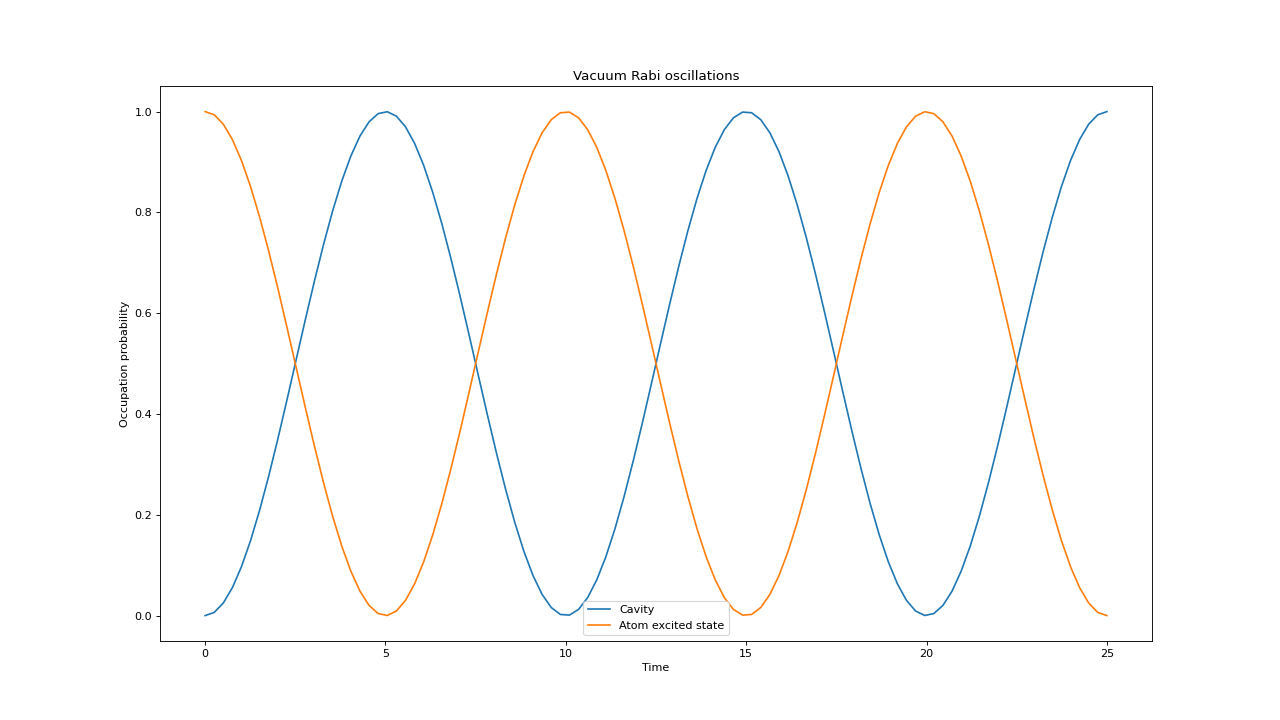 Vacuum Rabi oscillations
1.0
0.8
0.6
0.4
0.2
0.0
Occupation probability
Cavity
Atom excited state
0 5 10 15 20 25
Time